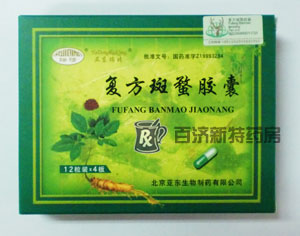 批准文号：国药准字Z19993294
复方斑蝥胶囊
FUFANG BANMAO JIAONANG
百济新特药房
12粒装×4板
北京亚东生物制药有限公司